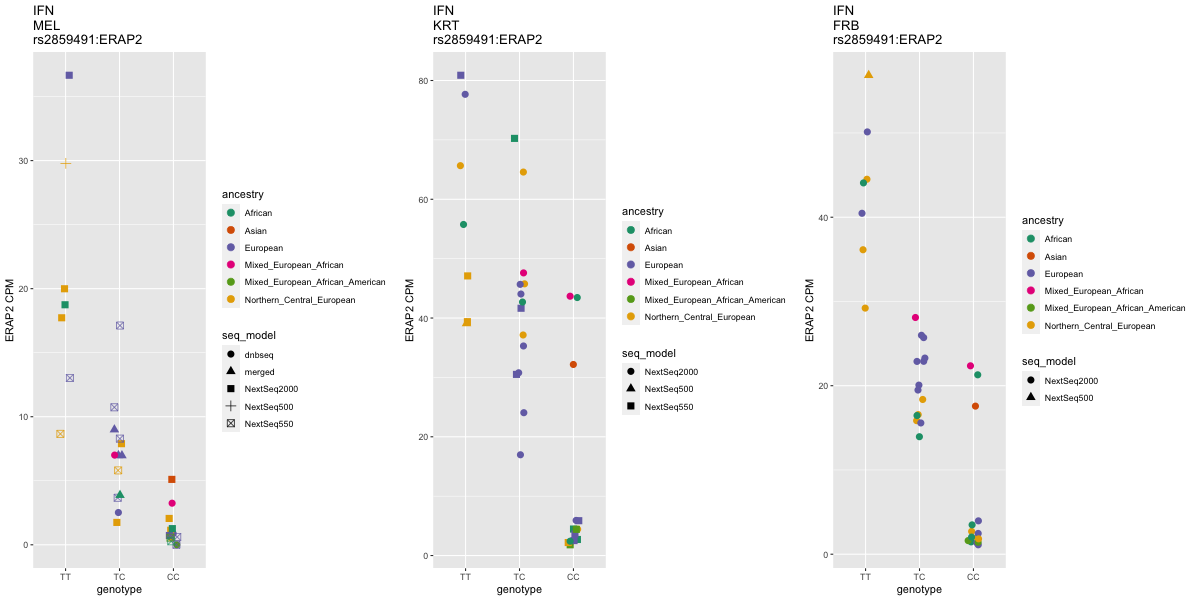 IFN
MEL
rs2859491:ERAP2
ERAP2 CPM
30
20
10
0
TT
TC
CC
genotype
ancestry
African
Asian
European
Mixed_European_African
Mixed_European_African_American
Northern_Central_European
seq_model
dnbseq
merged
NextSeq2000
NextSeq500
NextSeq550
IFN
KRT
rs2859491:ERAP2
ERAP2 CPM
80
60
40
20
0
TT
TC
CC
genotype
ancestry
African
Asian
European
Mixed_European_African
Mixed_European_African_American
Northern_Central_European
seq_model
NextSeq2000
NextSeq500
NextSeq550
IFN
FRB
rs2859491:ERAP2
ERAP2 CPM
40
20
0
TT
TC
CC
genotype
ancestry
African
Asian
European
Mixed_European_African
Mixed_European_African_American
Northern_Central_European
seq_model
NextSeq2000
NextSeq500